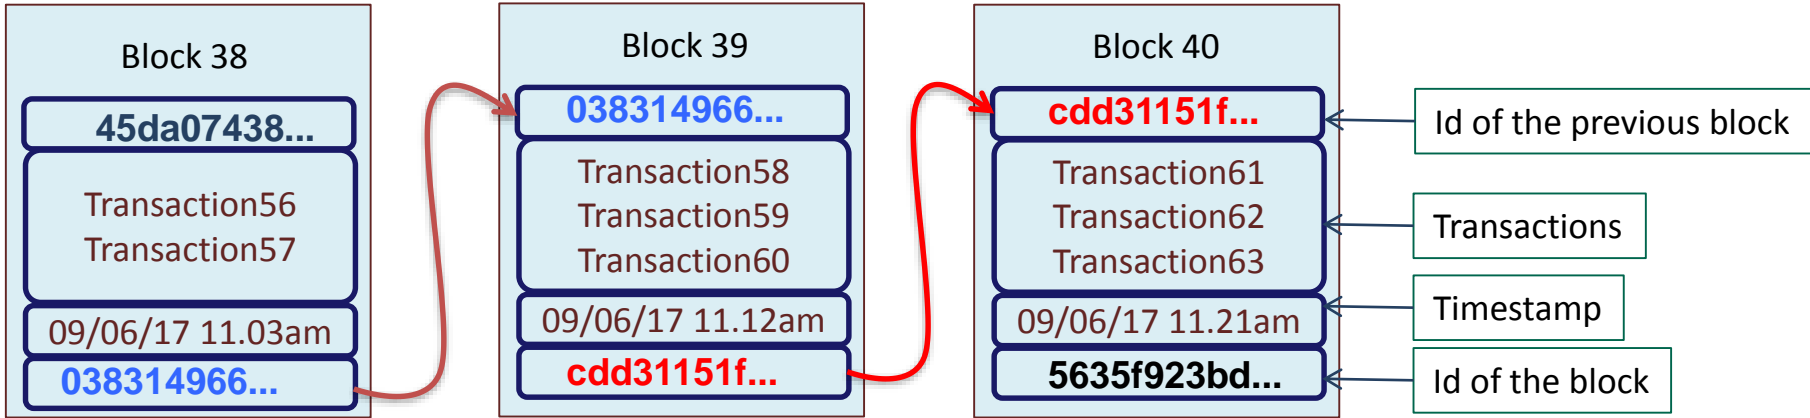 Block 38
45da07438...
Transaction56
Transaction57
09/06/17 11.03am
038314966...
Block 39
038314966...
Transaction58
Transaction59
Transaction60
09/06/17 11.12am
cdd31151f...
Block 40
cdd31151f...
Transaction61
Transaction62
Transaction63
09/06/17 11.21am
5635f923bd...
Id of the previous block
Transactions
Timestamp
Id of the block